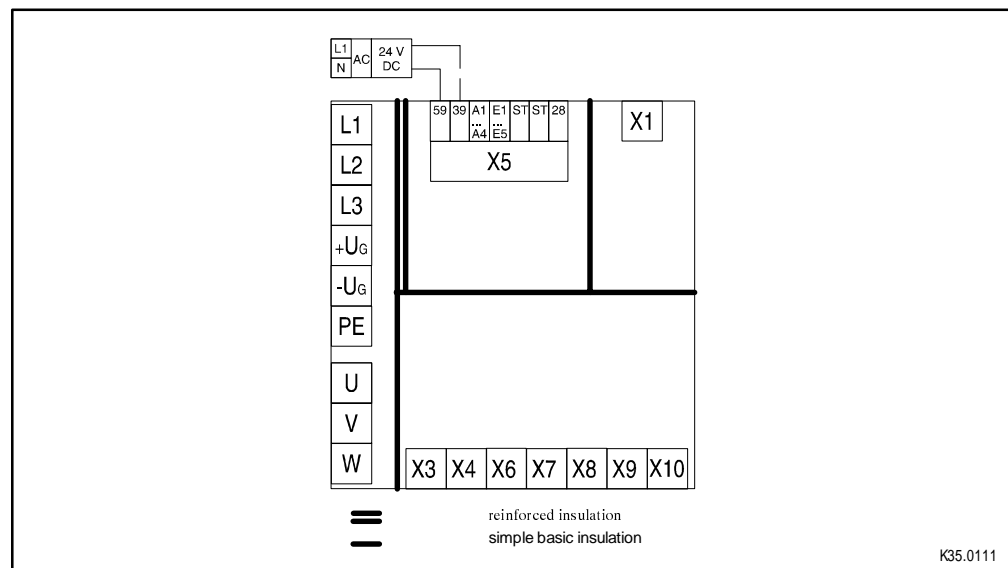 L1
N
AC
24 V
DC
59
39
A1
...
A4
E1
...
E5
ST
ST
28
X5
X1
L1
L2
L3
+UG
-UG
PE
U
V
W
X3
X4
X6
X7
X8
X9
X10
reinforced insulation
simple basic insulation
K35.0111